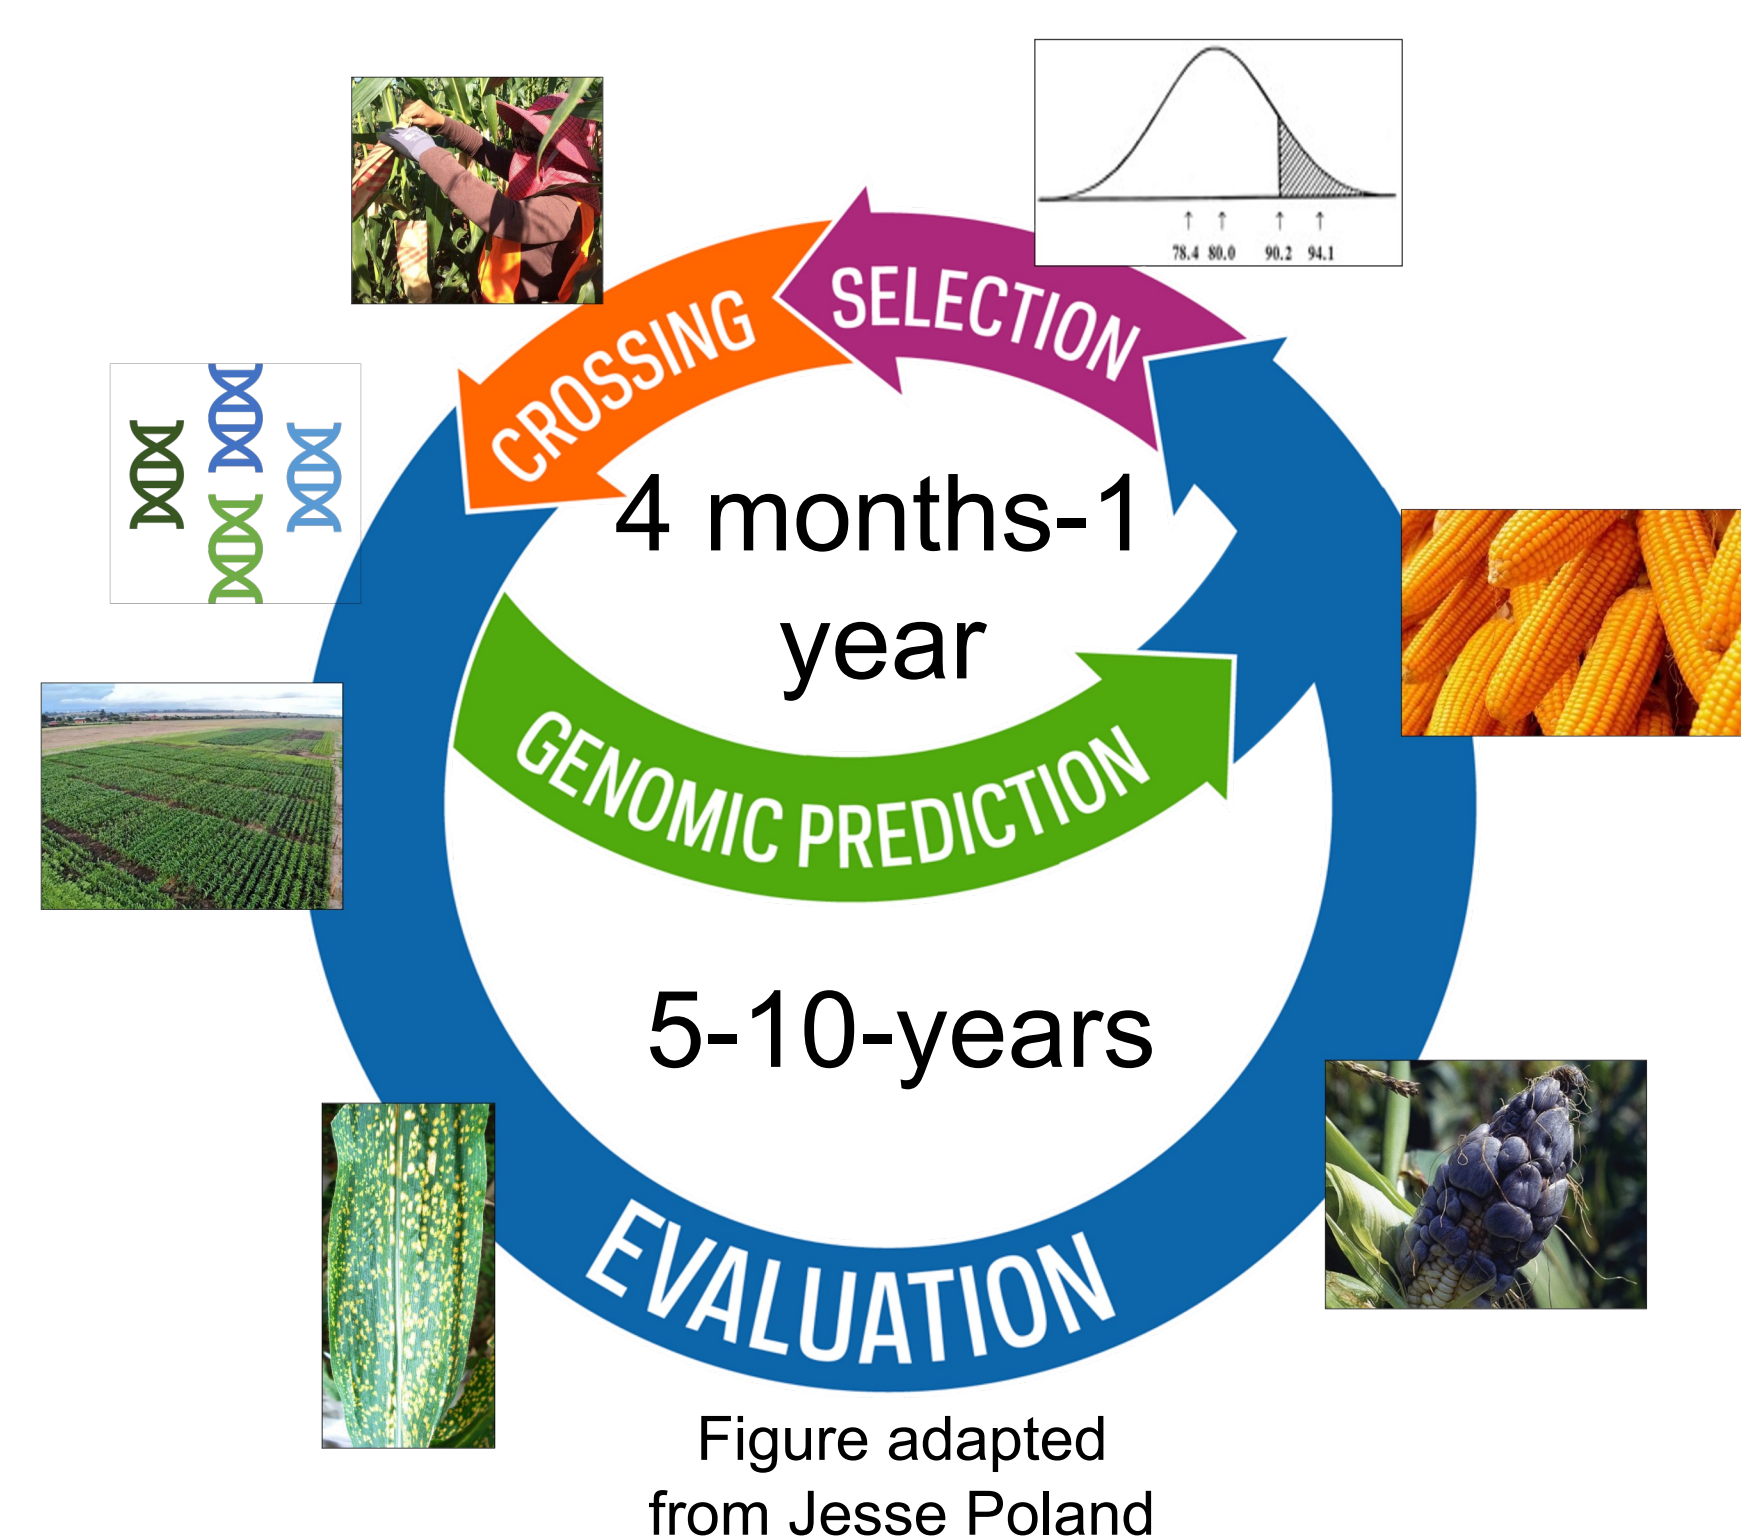 78.4 80.0 90.2 94.1
SELECTION
CROSSING
4 months-1
year
GENOMIC PREDICTION
5-10-years
EVALUATION
Figure adapted
from Jesse Poland